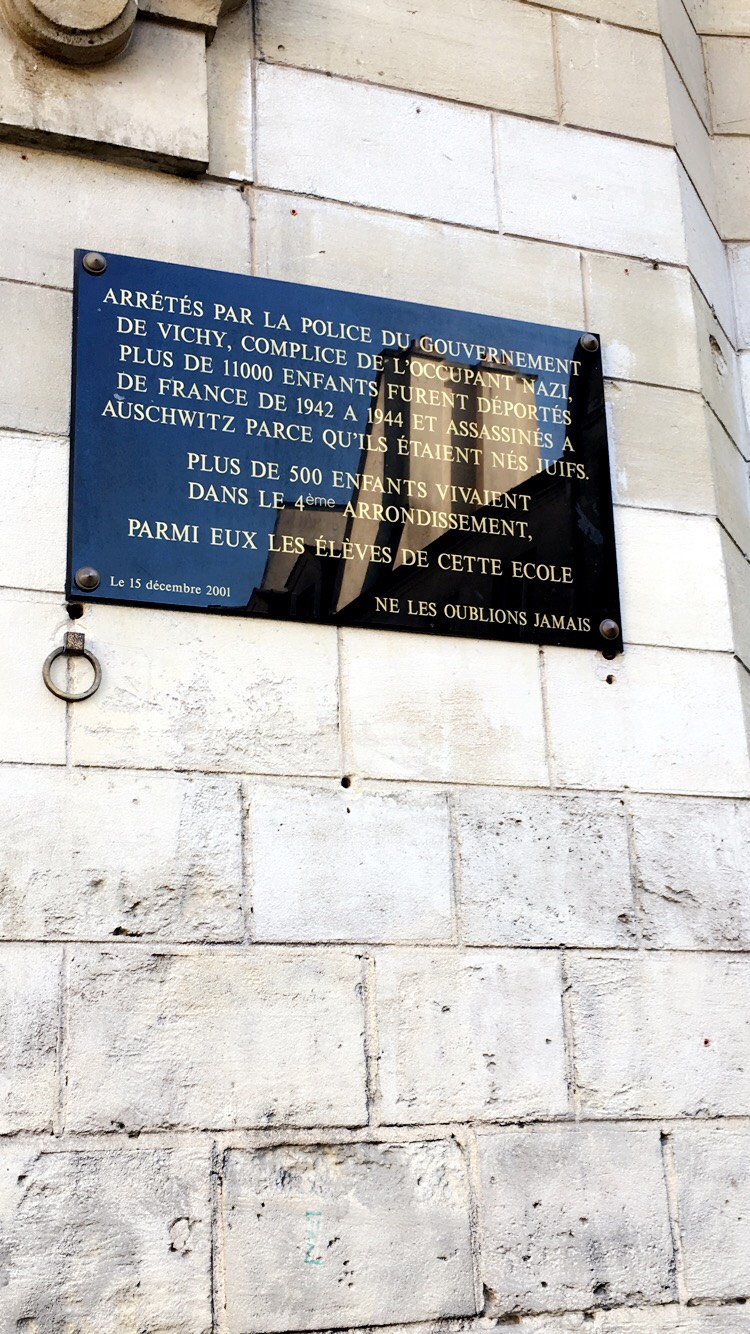 ARRÉTÉS PAR LA POLICE DU GOUVERNEMENT
DE VICHY, COMPLICE DE L'OCCUPANT NAZI,
PLUS DE 11000 ENFANTS FURENT DÉPORTÉS
DE FRANCE DE 1942 A 1944 ET ASSASSINÉS A
AUSCHWITZ PARCE QU'ILS ÉTAIENT NÉS JUIFS.
PLUS DE 500 ENFANTS VIVAIENT
DANS LE 4ème ARRONDISSEMENT,
PARMI EUX LES ÉLÈVES DE CETTE ECOLE
Le 15 décembre 2001
NE LES OUBLIONS JAMAIS